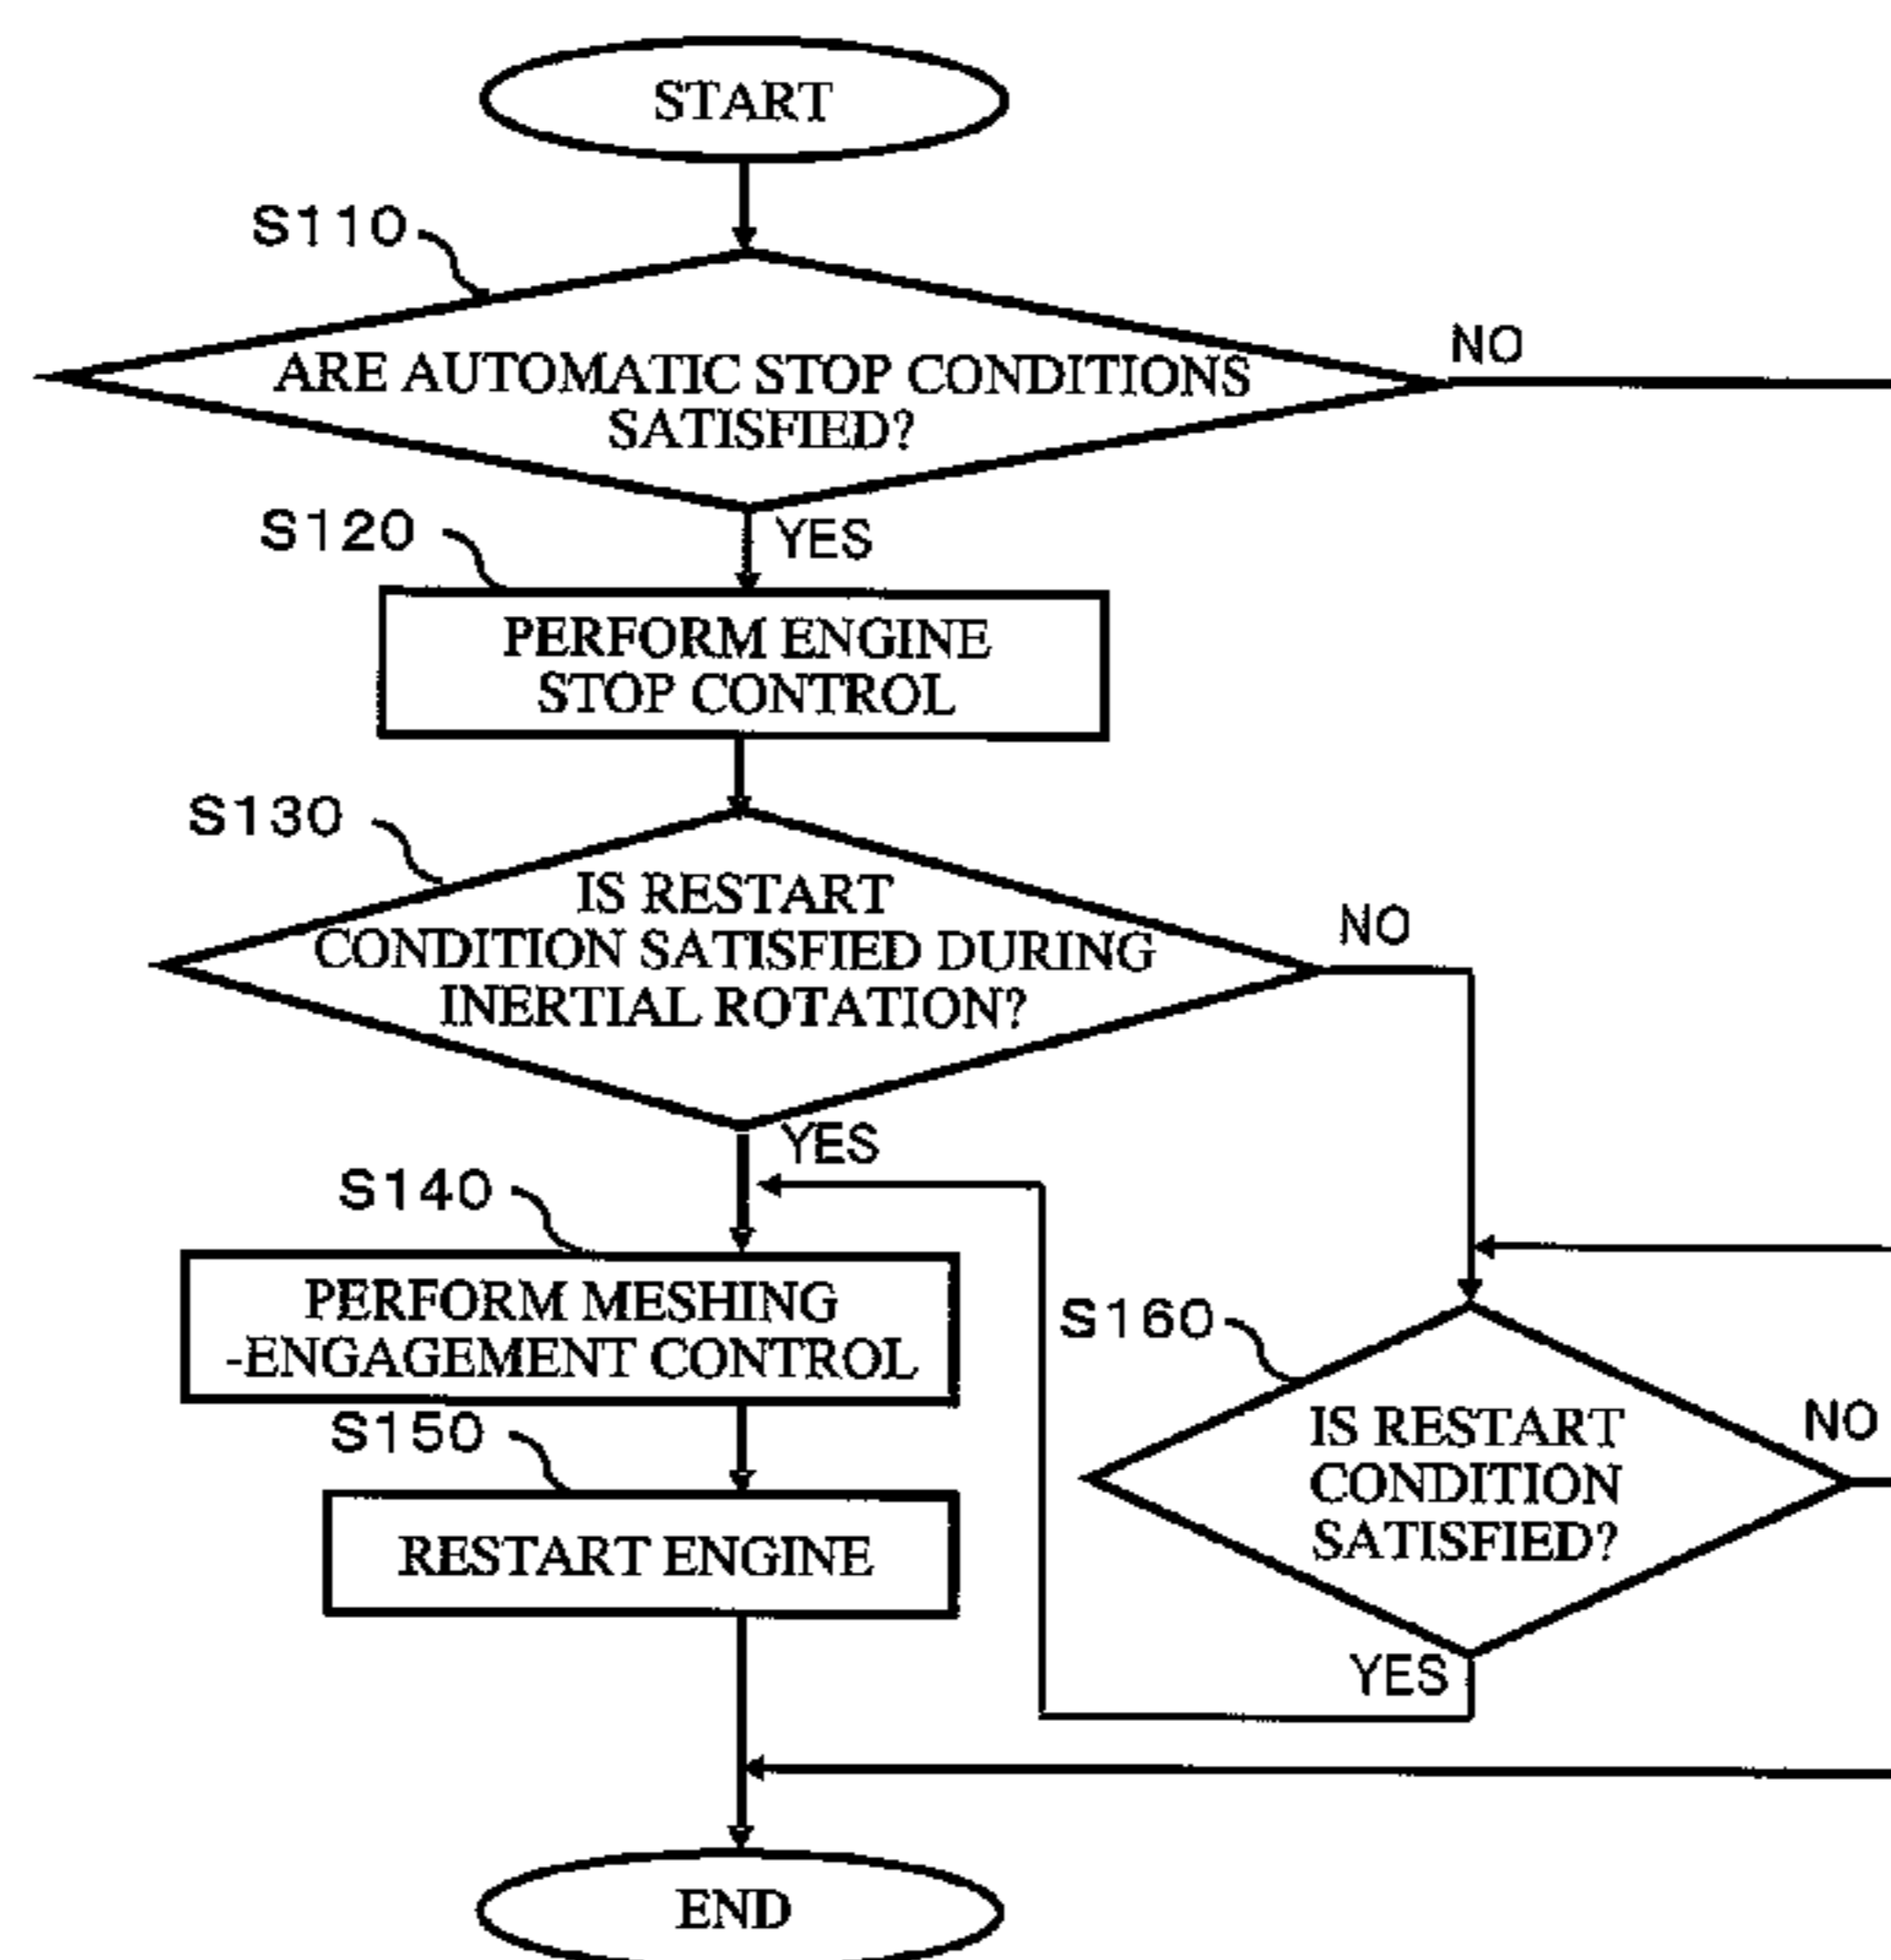 START
S110
ARE AUTOMATIC STOP CONDITIONS
SATISFIED?
NO
YES
S120
PERFORM ENGINE
STOP CONTROL
S130
IS RESTART
CONDITION SATISFIED DURING
INERTIAL ROTATION?
NO
YES
S140
PERFORM MESHING
-ENGAGEMENT CONTROL
S150
RESTART ENGINE
S160
IS RESTART
CONDITION
SATISFIED?
NO
YES
END